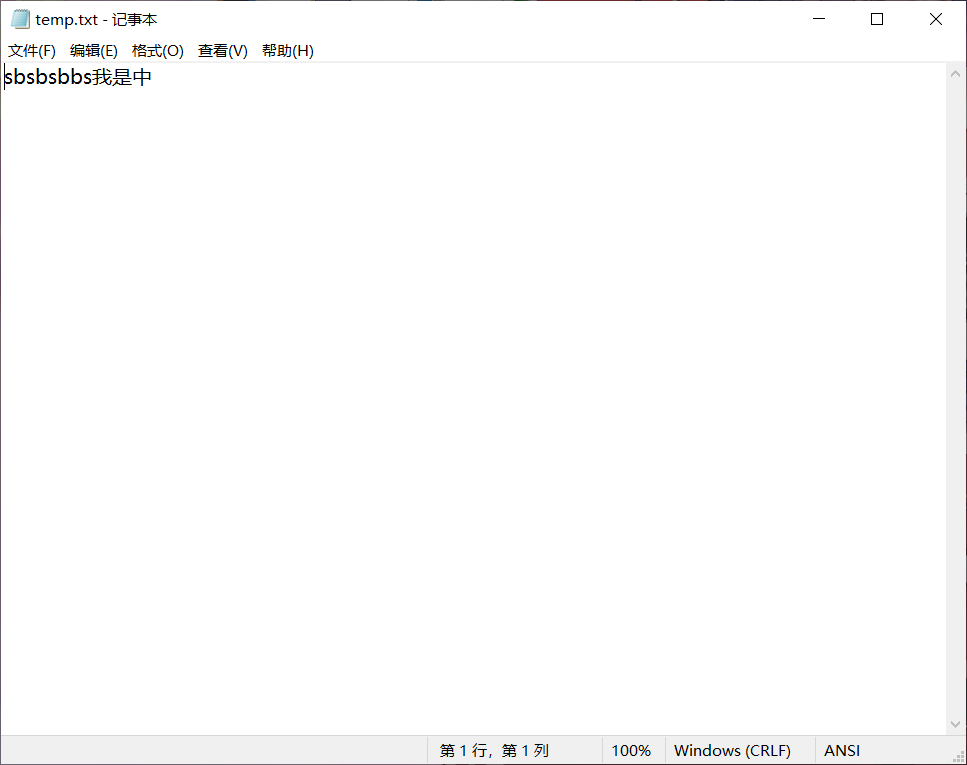 temp.txt - 记事本
文件(F) 编辑(E) 格式(O) 查看(V) 帮助(H)
sbsbsbbs我是中
第 1 行，第 1 列 100% Windows (CRLF) ANSI